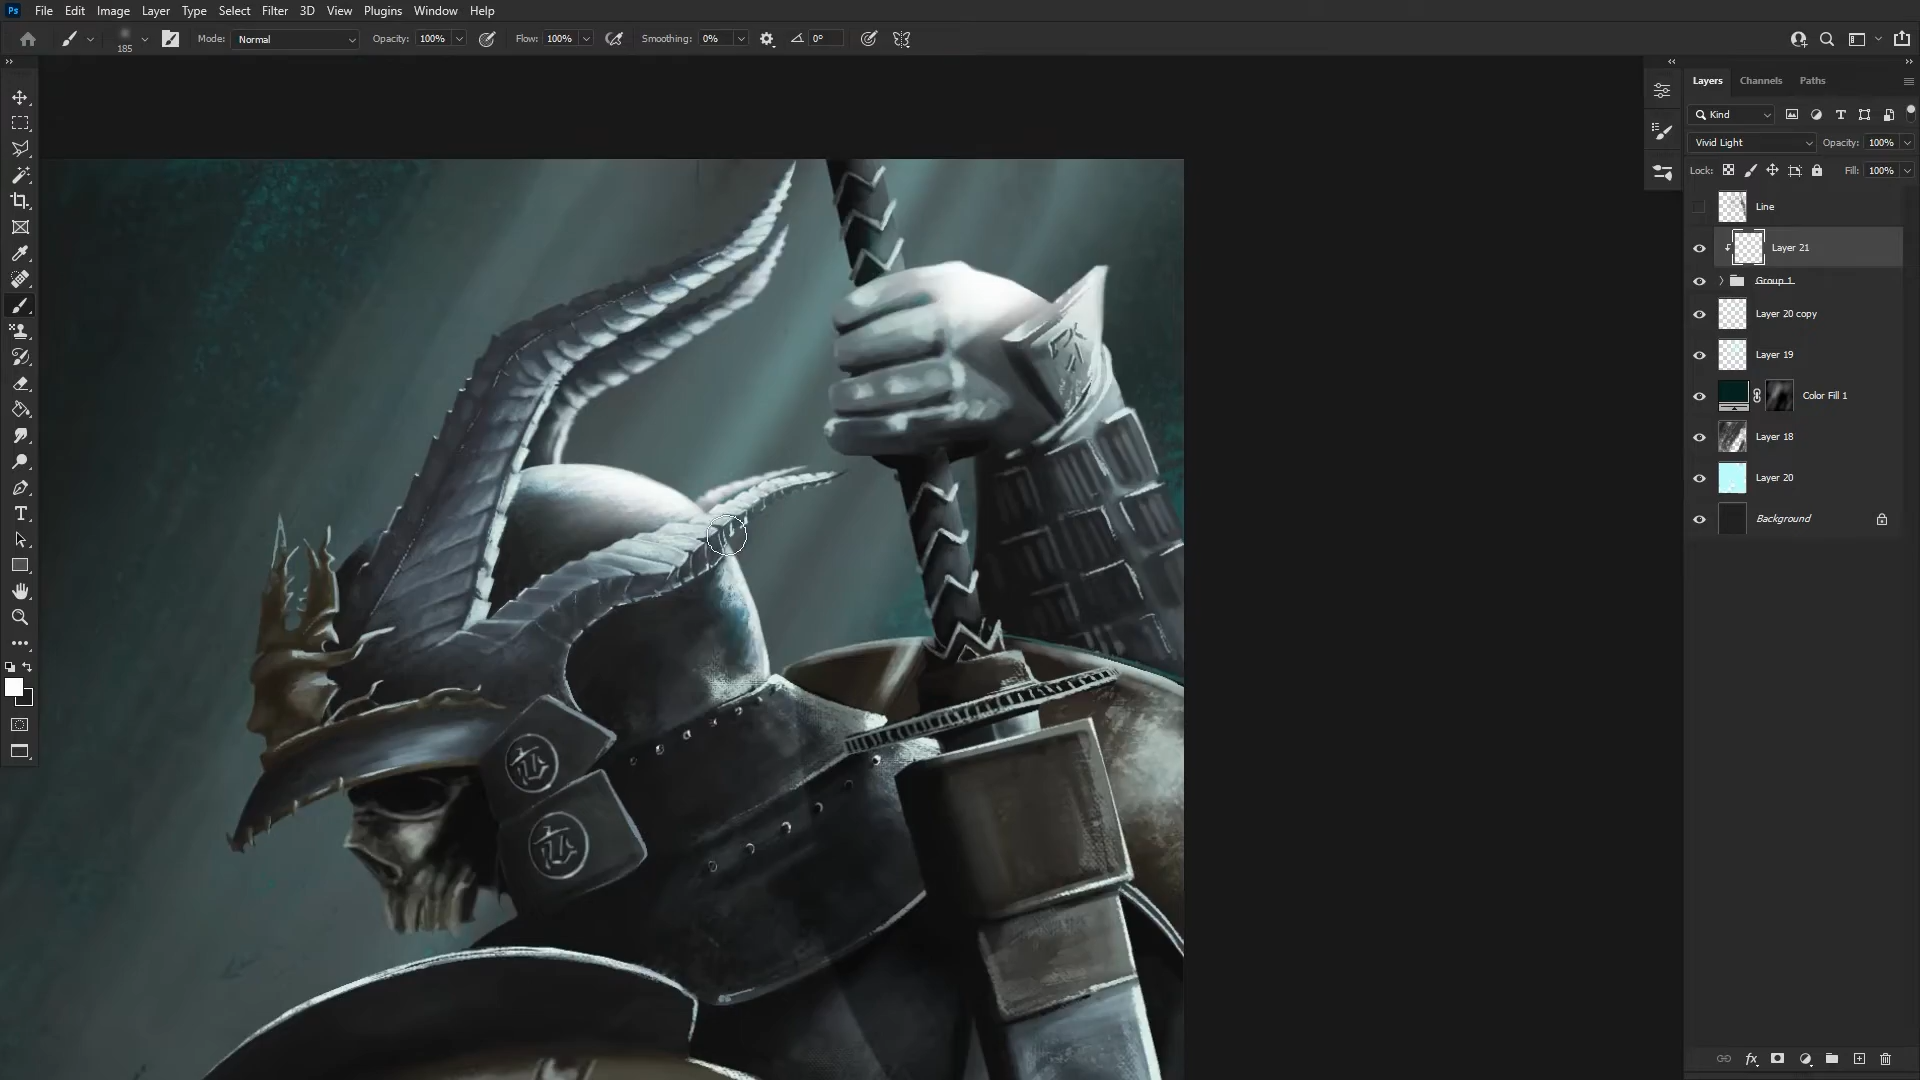 Ps File Edit Image Layer Type Select Filter 3D View Plugins Window Help
185 Mode: Normal Opacity: 100% Flow: 100% Smoothing: 0% 0°
Layers Channels Paths
Kind T
Vivid Light Opacity: 100%
Lock: Fill: 100%
Line
Layer 21
Group 1
Layer 20 copy
Layer 19
Color Fill 1
Layer 18
Layer 20
Background
T
fx